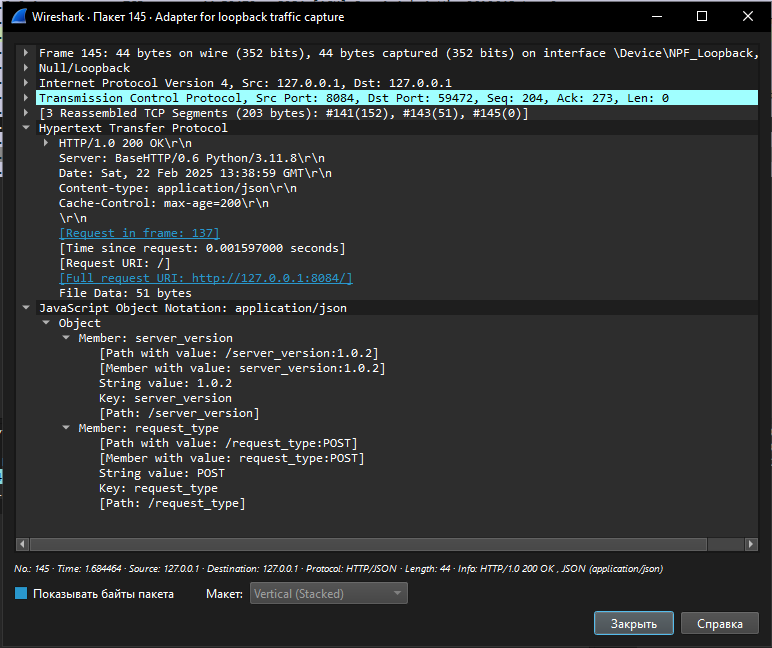 Wireshark · Пакет 145 · Adapter for loopback traffic capture
Frame 145: 44 bytes on wire (352 bits), 44 bytes captured (352 bits) on interface \Device\NPF_Loopback,
Null/Loopback
Internet Protocol Version 4, Src: 127.0.0.1, Dst: 127.0.0.1
Transmission Control Protocol, Src Port: 8084, Dst Port: 59472, Seq: 204, Ack: 273, Len: 0
[3 Reassembled TCP Segments (203 bytes): #141(152), #143(51), #145(0)]
Hypertext Transfer Protocol
HTTP/1.0 200 OK\r\n
Server: BaseHTTP/0.6 Python/3.11.8\r\n
Date: Sat, 22 Feb 2025 13:38:59 GMT\r\n
Content-type: application/json\r\n
Cache-Control: max-age=200\r\n
\r\n
[Request in frame: 137]
[Time since request: 0.001597000 seconds]
[Request URI: /]
[Full request URI: http://127.0.0.1:8084/]
File Data: 51 bytes
JavaScript Object Notation: application/json
Object
Member: server_version
[Path with value: /server_version:1.0.2]
[Member with value: server_version:1.0.2]
String value: 1.0.2
Key: server_version
[Path: /server_version]
Member: request_type
[Path with value: /request_type:POST]
[Member with value: request_type:POST]
String value: POST
Key: request_type
[Path: /request_type]
No.: 145 · Time: 1.684464 · Source: 127.0.0.1 · Destination: 127.0.0.1 · Protocol: HTTP/JSON · Length: 44 · Info: HTTP/1.0 200 OK , JSON (application/json)
Показывать байты пакета Макет: Vertical (Stacked)
Закрыть Справка